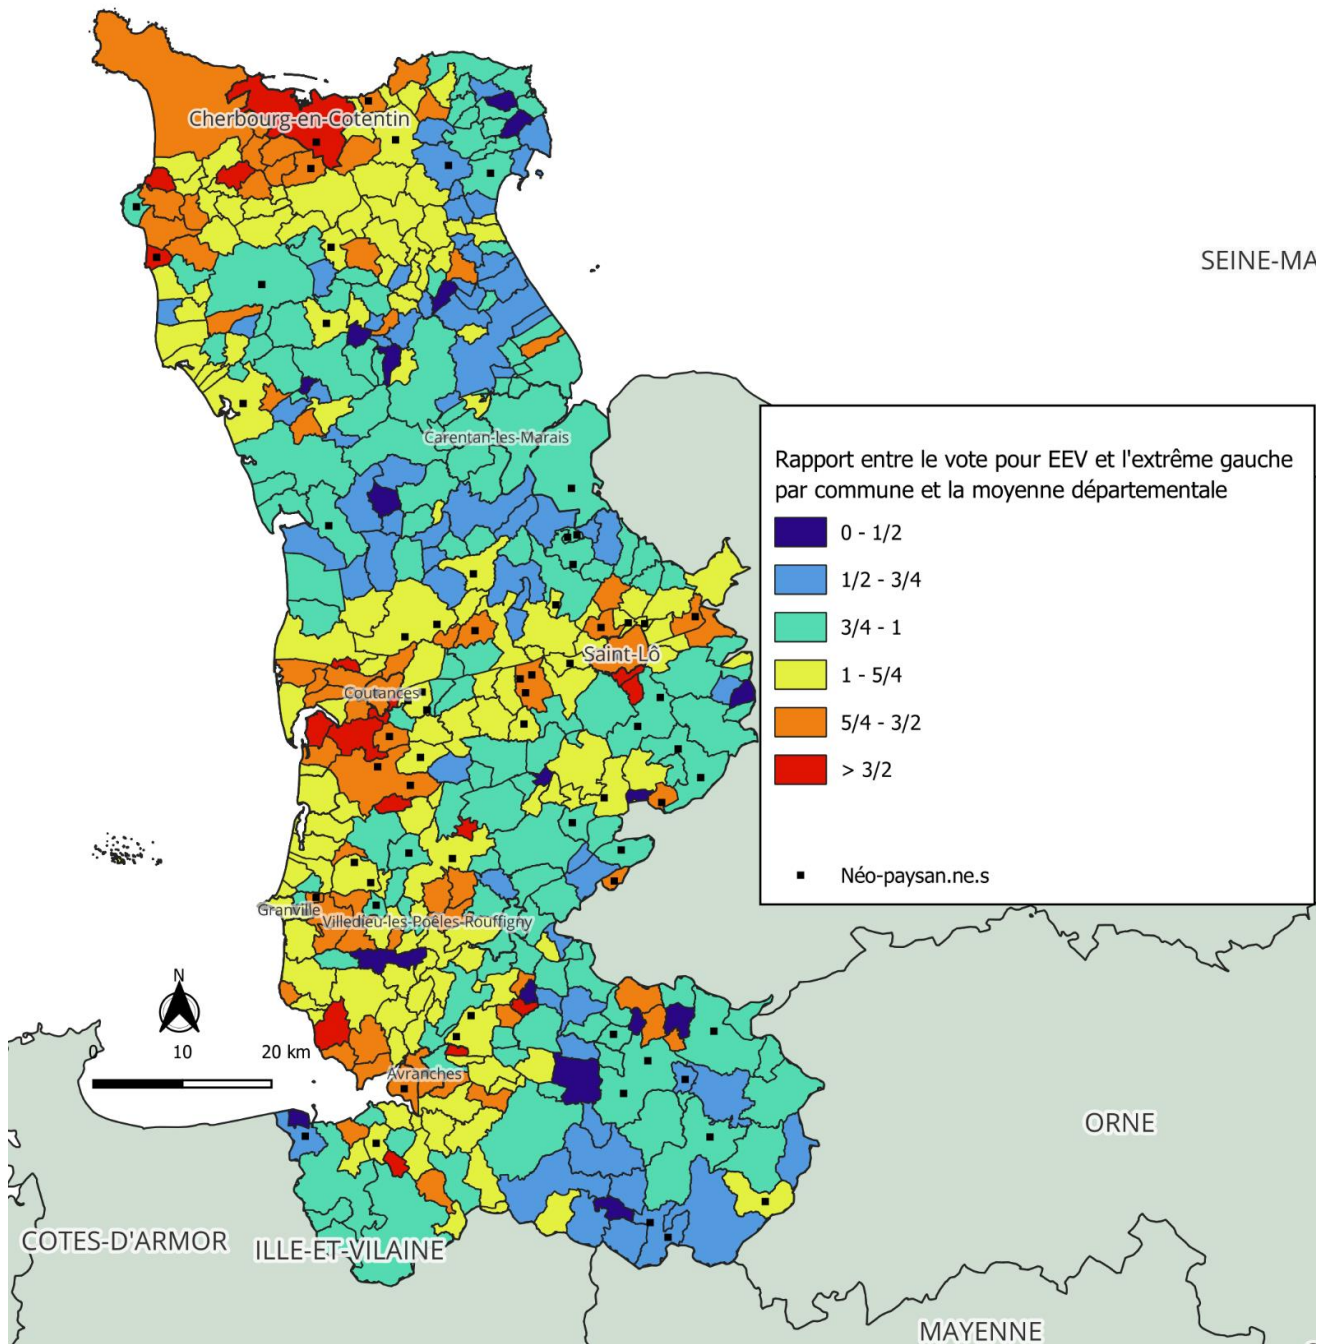 Cherbourg-en-Cotentin
SEINE-MA
Carentan-les-Marais
Rapport entre le vote pour EEV et l'extrême gauche
par commune et la moyenne départementale
0 - 1/2
1/2 - 3/4
3/4 - 1
1 - 5/4
5/4 - 3/2
> 3/2
Néo-paysan.ne.s
Saint-Lô
Coutances
Granville
Villedieu-les-Poêles-Rouffigny
N
0 10 20 km
Avranches
ORNE
COTES-D'ARMOR
ILLE-ET-VILAINE
MAYENNE